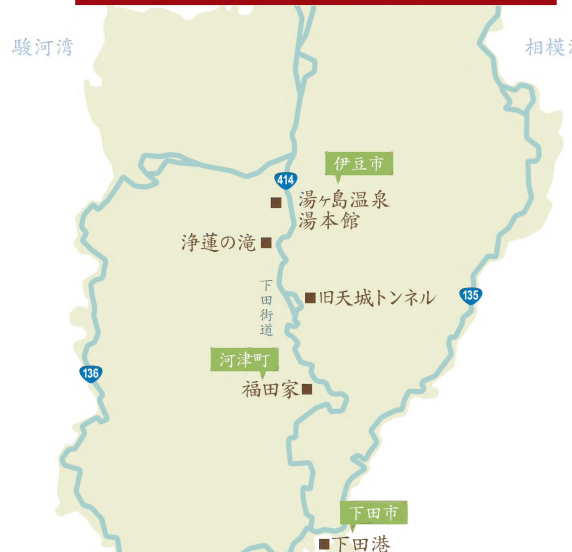 駿河湾
相模湾
伊豆市
414
湯ヶ島温泉
湯本館
浄蓮の滝
下田街道
旧天城トンネル
135
河津町
136
福田家
下田市
下田港